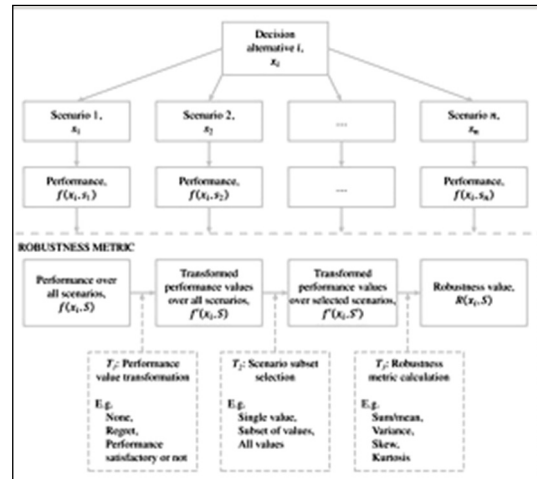 Decision
alternative i,
xᵢ
Scenario 1,
s₁
Scenario 2,
s₂
…
Scenario n,
sₙ
Performance,
f(xᵢ, s₁)
Performance,
f(xᵢ, s₂)
…
Performance,
f(xᵢ, sₙ)
ROBUSTNESS METRIC
Performance over
all scenarios,
f(xᵢ, S)
Transformed
performance values
over all scenarios,
f'(xᵢ, S)
Transformed
performance values
over selected scenarios,
f'(xᵢ, S')
Robustness value,
R(xᵢ, S)
T₁: Performance
value transformation
E.g.
None,
Regret,
Performance
satisfactory or not
T₂: Scenario subset
selection
E.g.
Single value,
Subset of values,
All values
T₃: Robustness
metric calculation
E.g.
Sum/mean,
Variance,
Skew,
Kurtosis